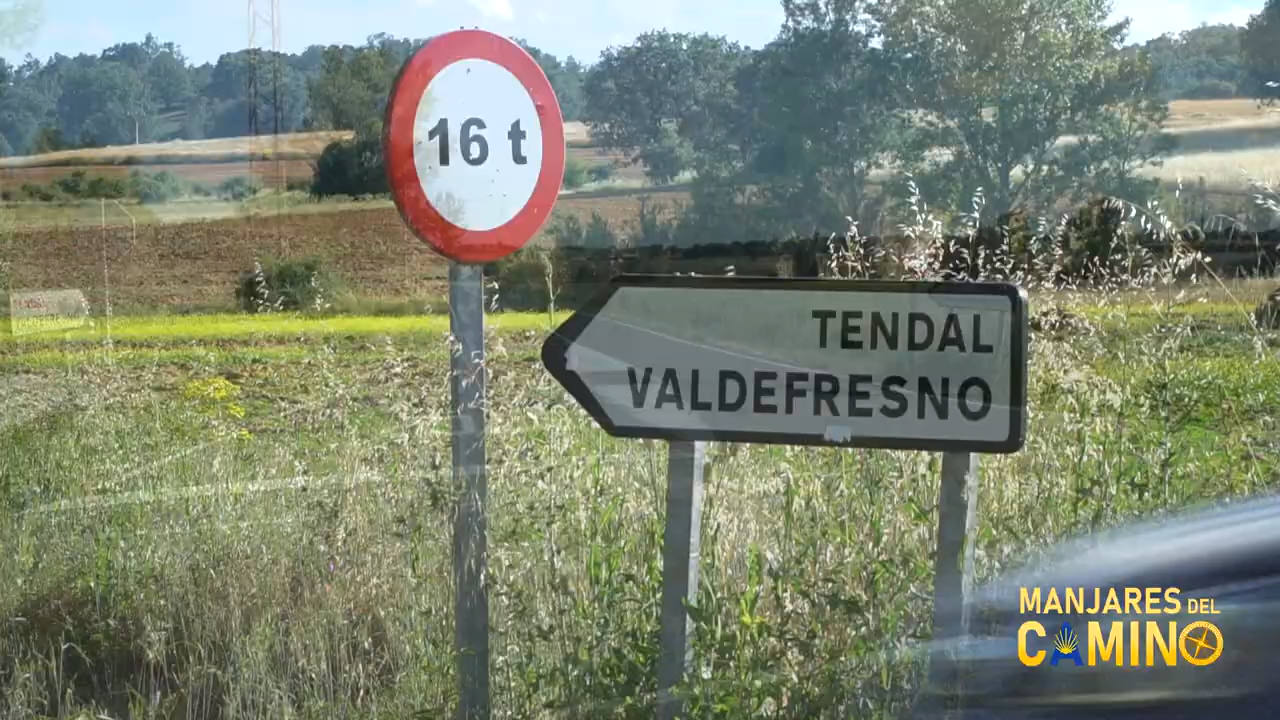 16 t
TENDAL
VALDEFRESNO
MANJARES DEL
CAMINO